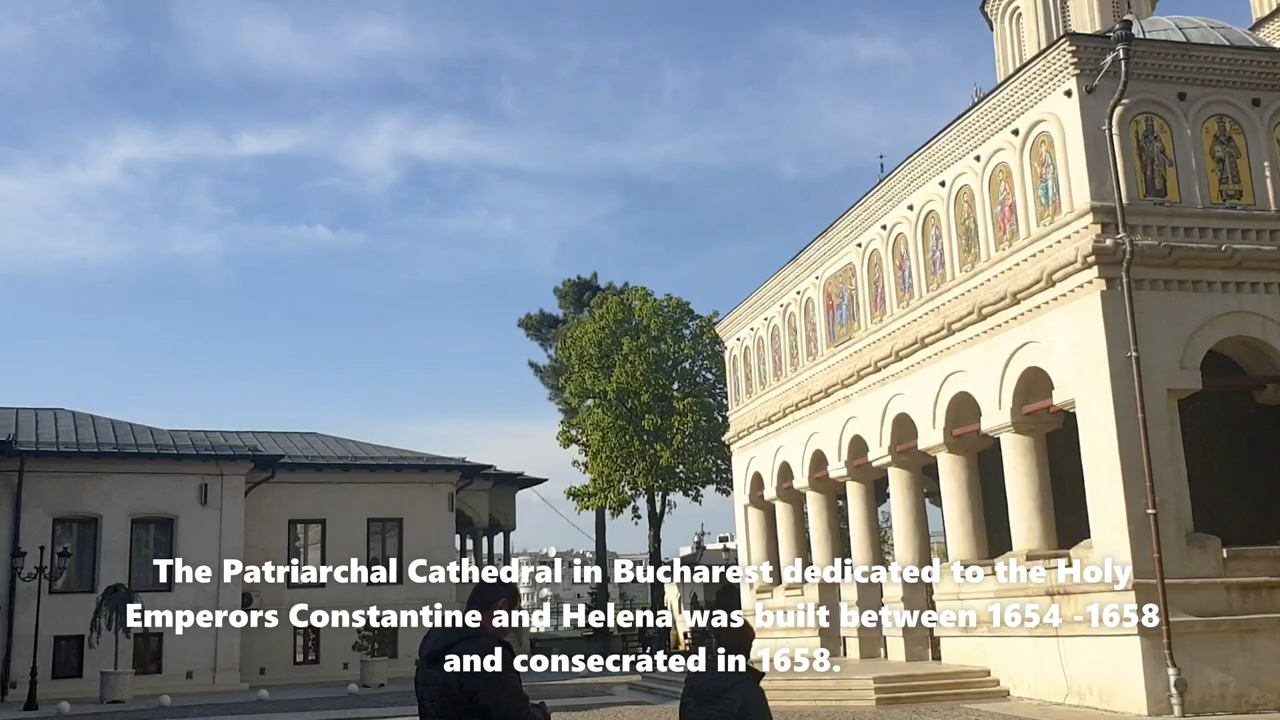 The Patriarchal Cathedral in Bucharest dedicated to the Holy
Emperors Constantine and Helena was built between 1654 -1658
and consecrated in 1658.